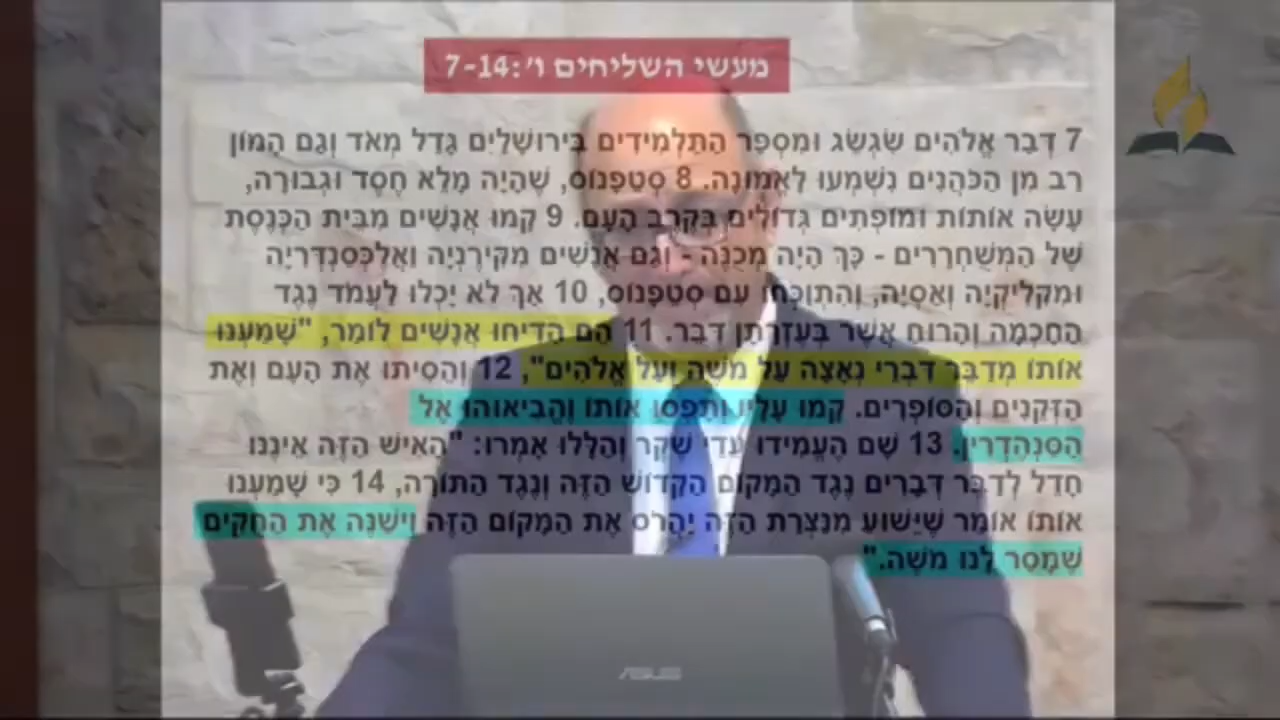 מעשי השליחים ו׳:7-14
7 דְּבַר אֱלֹהִים שִׂגְשֵׂג וּמִסְפַּר הַתַּלְמִידִים בִּירוּשָׁלַיִם גָּדַל מְאֹד וְגַם הָמוֹן
רַב מִן הַכֹּהֲנִים נִשְׁמְעוּ לָאֱמוּנָה. 8 סְטֵפָנוֹס, שֶׁהָיָה מָלֵא חֶסֶד וּגְבוּרָה,
עָשָׂה אוֹתוֹת וּמוֹפְתִים גְּדוֹלִים בְּקֶרֶב הָעָם. 9 קָמוּ אֲנָשִׁים מִבֵּית הַכְּנֶסֶת
שֶׁל הַמְשֻׁחְרָרִים - כָּךְ הָיָה מְכֻנֶּה - וְגַם אֲנָשִׁים מִקִּירֶנְיָה וַאֲלֶכְּסַנְדְּרִיָּה
וּמִקִּילִיקִיָּה וְאַסְיָה, וְהִתְוַכְּחוּ עִם סְטֵפָנוֹס, 10 אַךְ לֹא יָכְלוּ לַעֲמֹד נֶגֶד
הַחָכְמָה וְהָרוּחַ אֲשֶׁר בְּעֶזְרָתָן דִּבֵּר. 11 הֵם הִדִּיחוּ אֲנָשִׁים לוֹמַר, "שָׁמַעְנוּ
אוֹתוֹ מְדַבֵּר דִּבְרֵי נְאָצָה עַל מֹשֶׁה וְעַל אֱלֹהִים", 12 וְהֵסִיתוּ אֶת הָעָם וְאֶת
הַזְּקֵנִים וְהַסּוֹפְרִים. קָמוּ עָלָיו וְתָפְסוּ אוֹתוֹ וֶהֱבִיאוּהוּ אֶל
הַסַּנְהֶדְרִין. 13 שָׁם הֶעֱמִידוּ עֵדֵי שֶׁקֶר וְהַלָּלוּ אָמְרוּ: "הָאִישׁ הַזֶּה אֵינֶנּוּ
חָדֵל לְדַבֵּר דְּבָרִים נֶגֶד הַמָּקוֹם הַקָּדוֹשׁ הַזֶּה וְנֶגֶד הַתּוֹרָה, 14 כִּי שָׁמַעְנוּ
אוֹתוֹ אוֹמֵר שֶׁיֵּשׁוּעַ מִנָּצְרַת הַזֶּה יַהֲרֹס אֶת הַמָּקוֹם הַזֶּה וִישַׁנֶּה אֶת הַחֻקִּים
שֶׁמָּסַר לָנוּ מֹשֶׁה."
ASUS